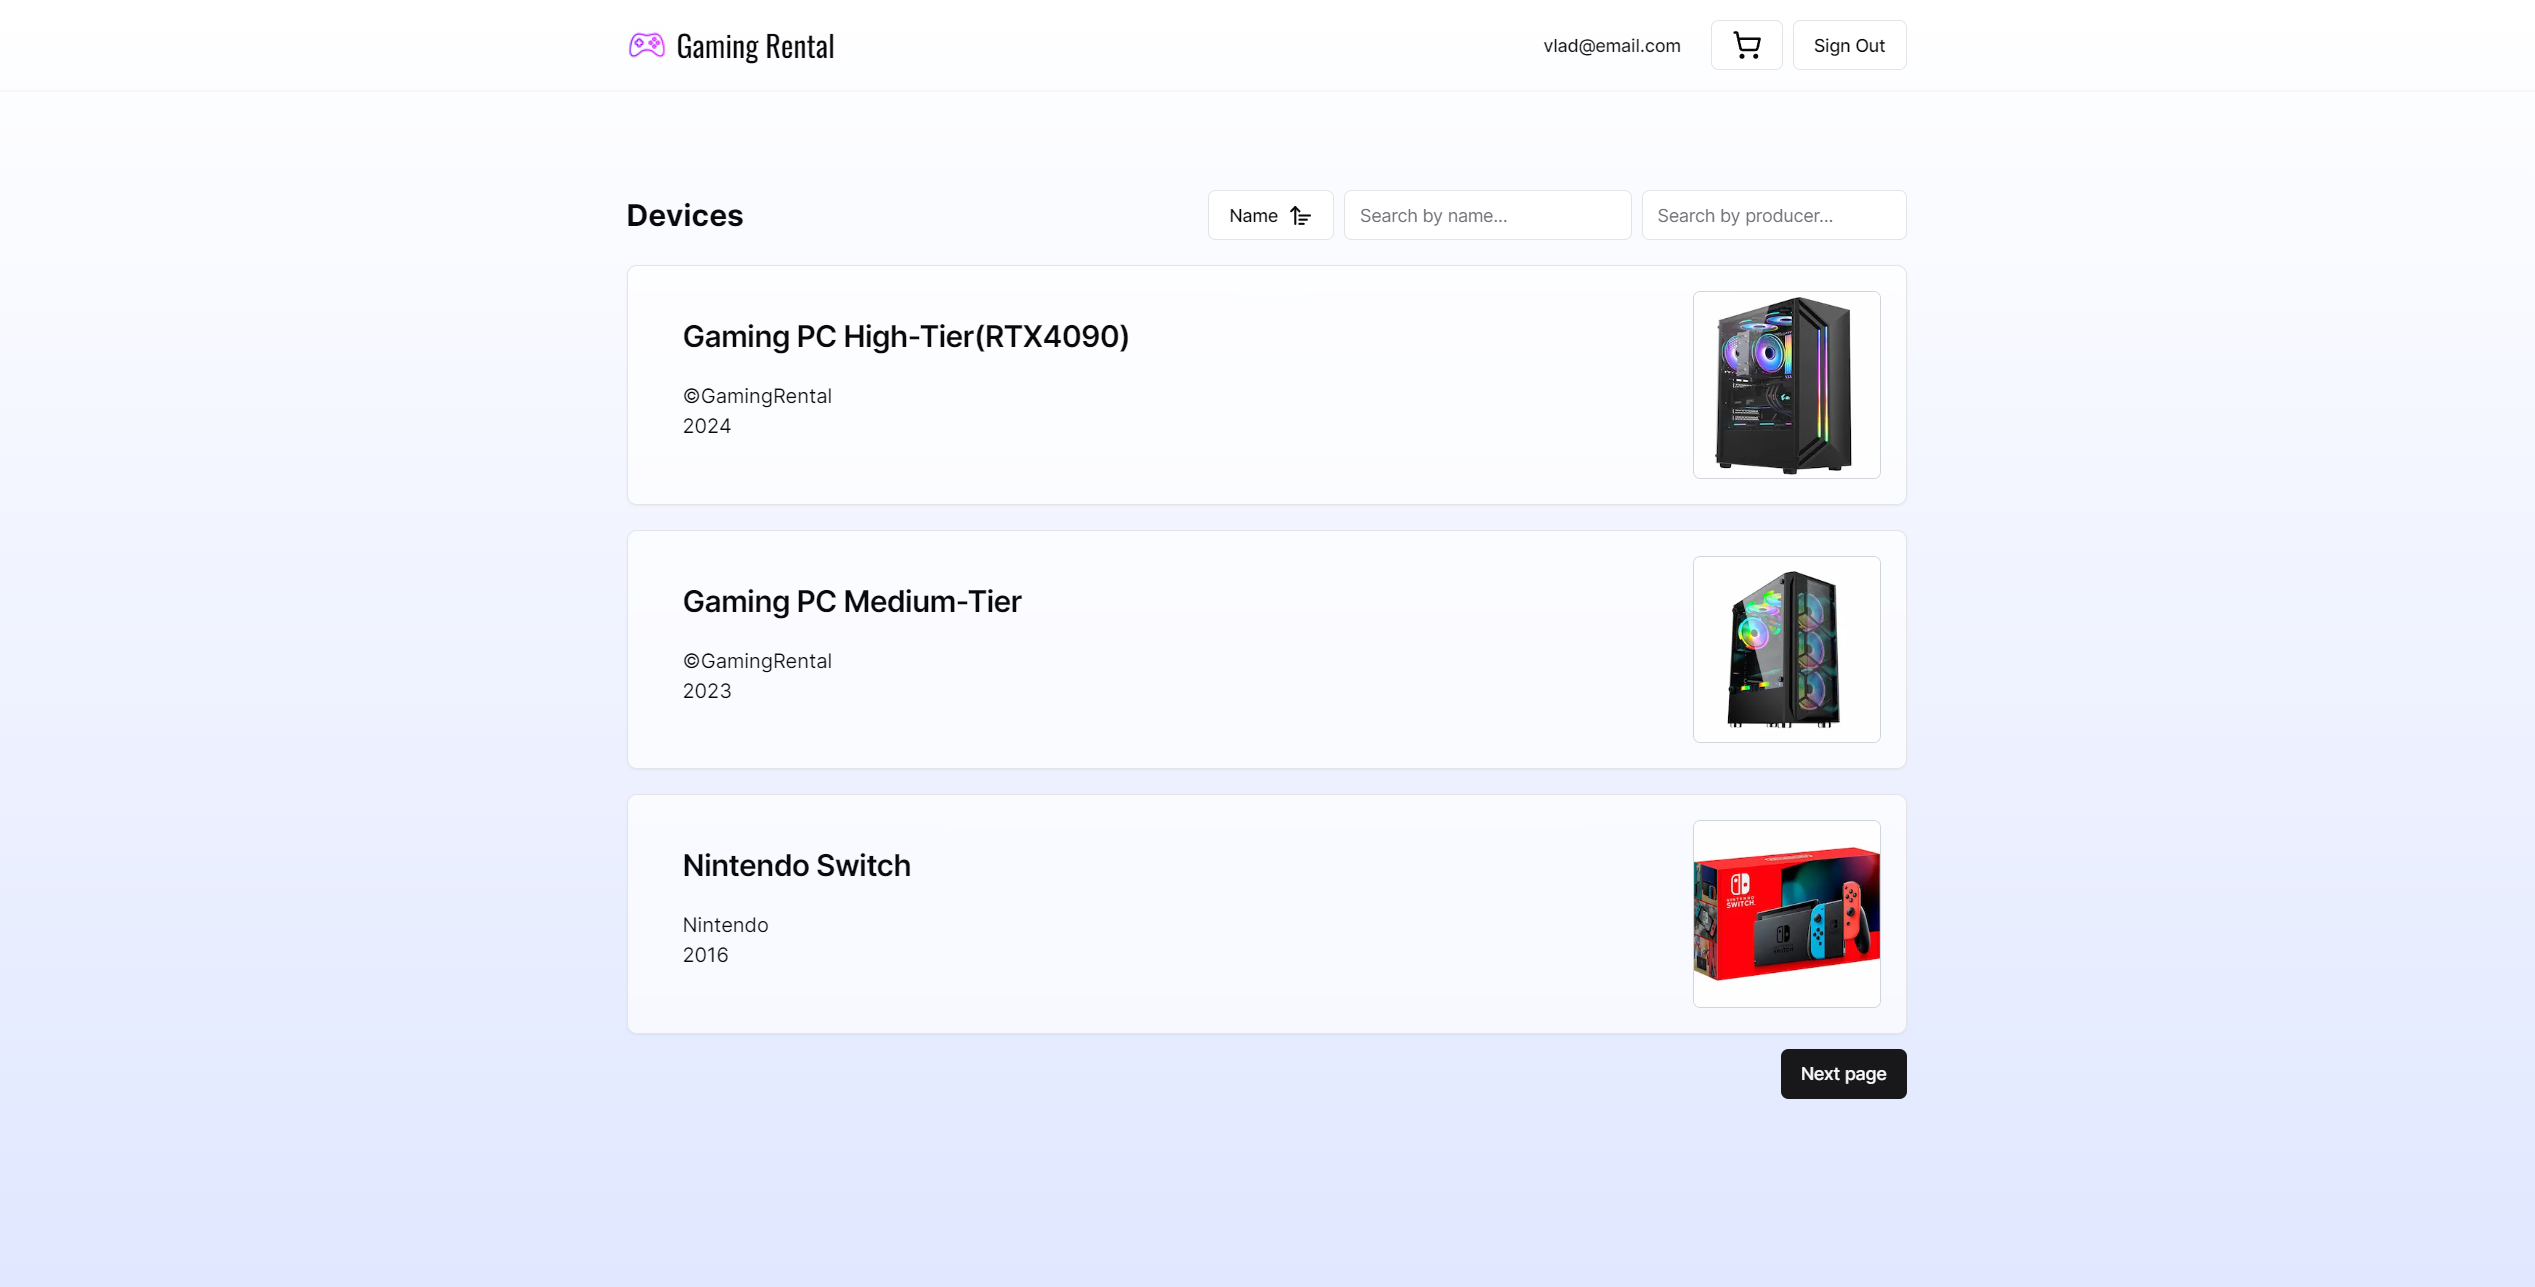 Gaming Rental
vlad@email.com
Sign Out
Devices
Name
Search by name...
Search by producer...
Gaming PC High-Tier(RTX4090)
©GamingRental
2024
Gaming PC Medium-Tier
©GamingRental
2023
Nintendo Switch
Nintendo
2016
NINTENDO
SWITCH.
Next page